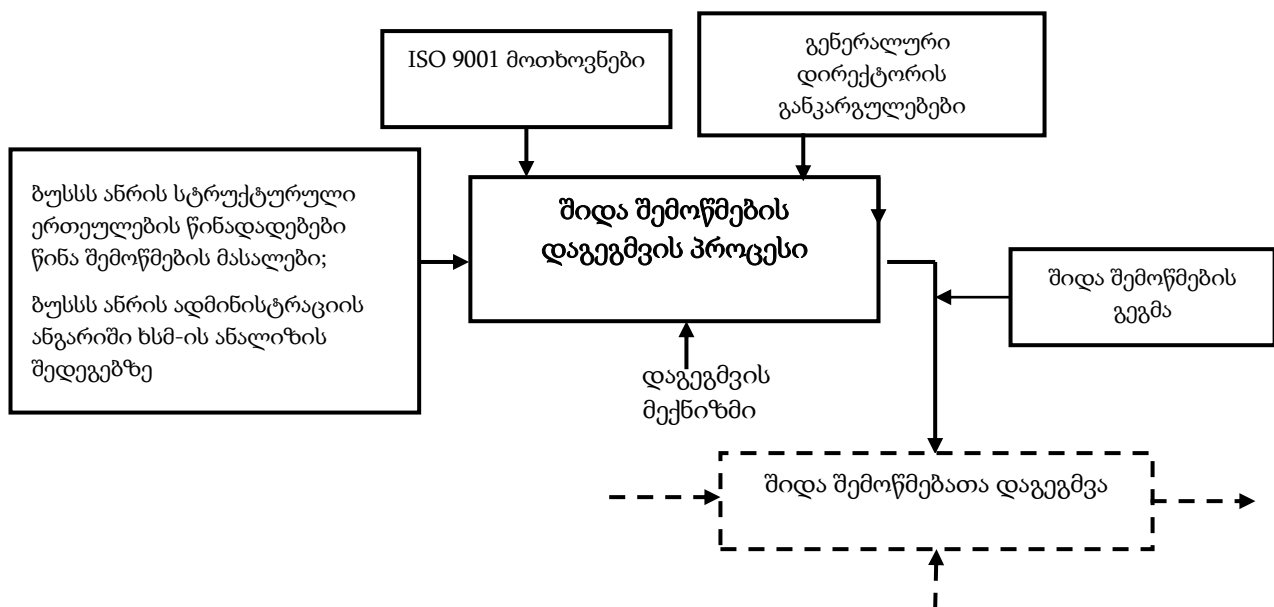 ISO 9001 მოთხოვნები
გენერალური
დირექტორის
განკარგულებები
ბუსსს ანრის სტრუქტურული
ერთეულების წინადადებები
წინა შემოწმების მასალები;
ბუსსს ანრის ადმინისტრაციის
ანგარიში ხსმ-ის ანალიზის
შედეგებზე
შიდა შემოწმების
დაგეგმვის პროცესი
შიდა შემოწმების
გეგმა
დაგეგმვის
მექნიზმი
შიდა შემოწმებათა დაგეგმვა